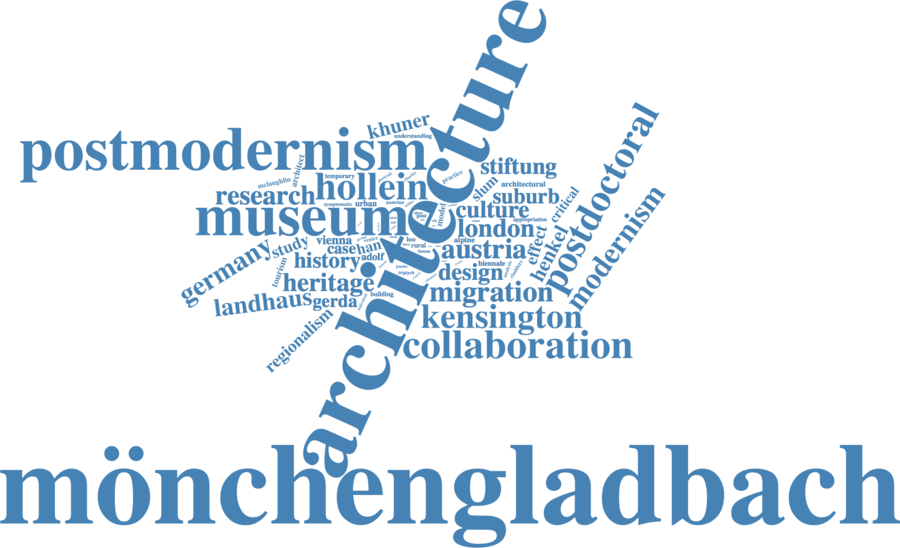 architecture
khuner
understanding
postmodernism
architect
mclaughlin
temporary
practice
stiftung
architectural
slum
suburb
research
hollein
symptomatic
urban
austrian
model
culture
appropriation
critical
postdoctoral
museum
london
effect
henkel
modernism
germany
study
vienna
case
han
adolf
loo
rural
alpine
austria
history
tourism
heritage
design
biennale
landhaus
gerda
building
migration
regionalism
kensington
collaboration
mönchengladbach